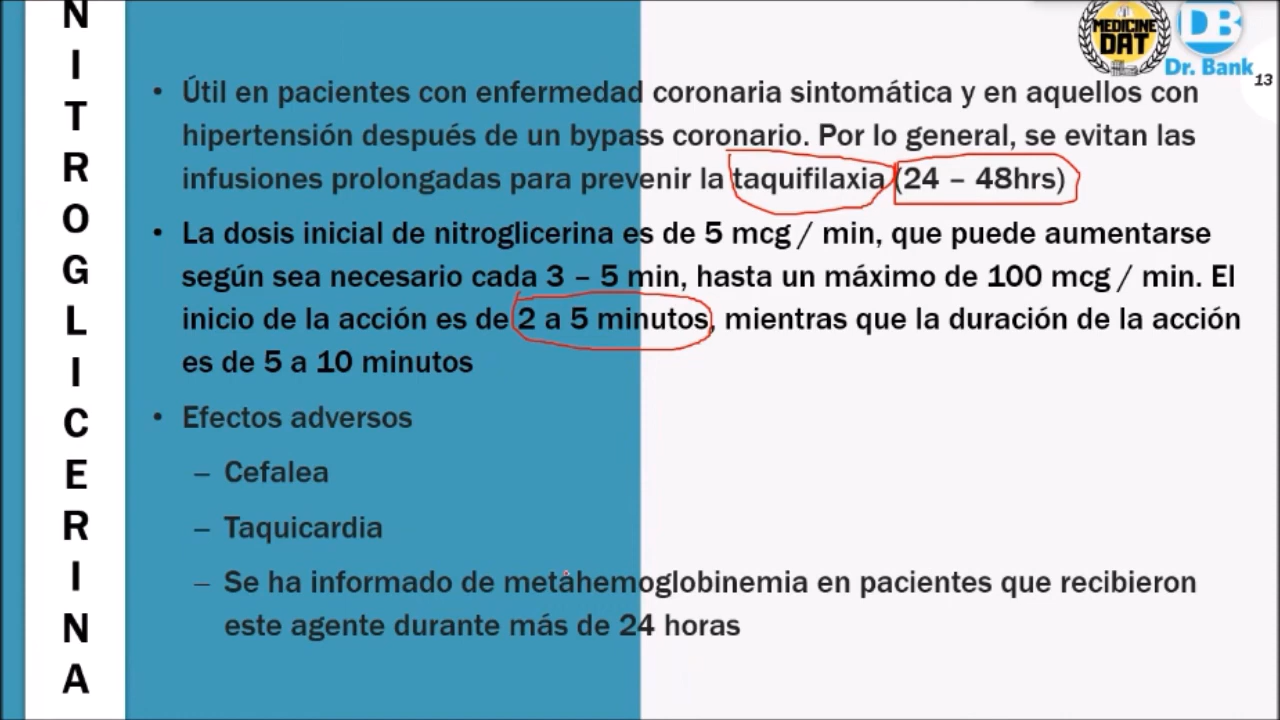 NITROGLICERINA
MEDICINE
DAT
DB
Dr. Bank
13
• Útil en pacientes con enfermedad coronaria sintomática y en aquellos con
hipertensión después de un bypass coronario. Por lo general, se evitan las
infusiones prolongadas para prevenir la taquifilaxia (24 – 48hrs)
• La dosis inicial de nitroglicerina es de 5 mcg / min, que puede aumentarse
según sea necesario cada 3 – 5 min, hasta un máximo de 100 mcg / min. El
inicio de la acción es de 2 a 5 minutos, mientras que la duración de la acción
es de 5 a 10 minutos
• Efectos adversos
– Cefalea
– Taquicardia
– Se ha informado de metahemoglobinemia en pacientes que recibieron
este agente durante más de 24 horas